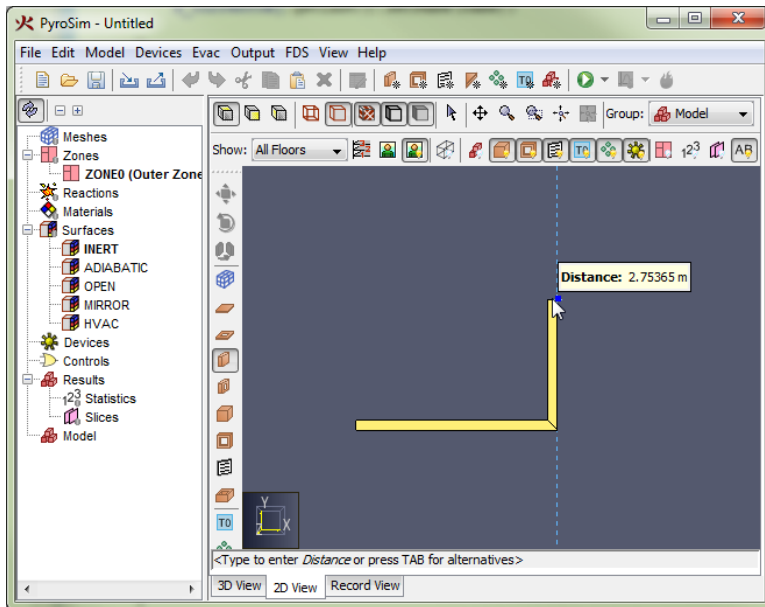 PyroSim - Untitled
File Edit Model Devices Evac Output FDS View Help
Group: Model
Meshes
Zones
ZONE0 (Outer Zone
Reactions
Materials
Surfaces
INERT
ADIABATIC
OPEN
MIRROR
HVAC
Devices
Controls
Results
Statistics
Slices
Model
Show: All Floors
Distance: 2.75365 m
Y
X
Z
<Type to enter Distance or press TAB for alternatives>
3D View 2D View Record View